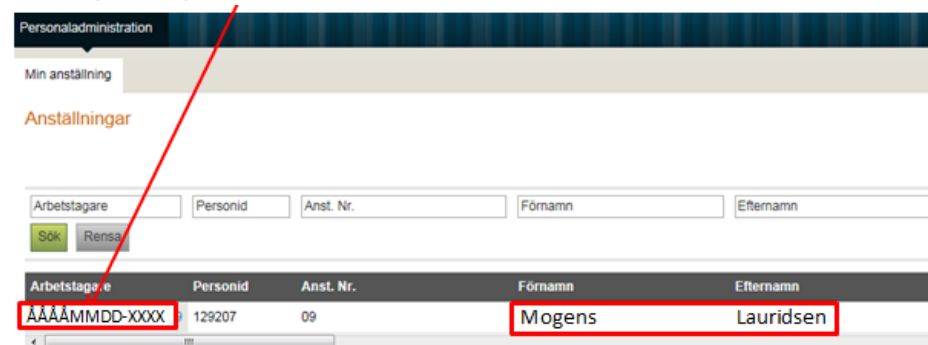 Personaladministration
Min anställning
Anställningar
Arbetstagare Personid Anst. Nr. Förnamn Efternamn
Sök Rensa
Arbetstagare Personid Anst. Nr. Förnamn Efternamn
ÅÅÅÅMMDD-XXXX 129207 09 Mogens Lauridsen